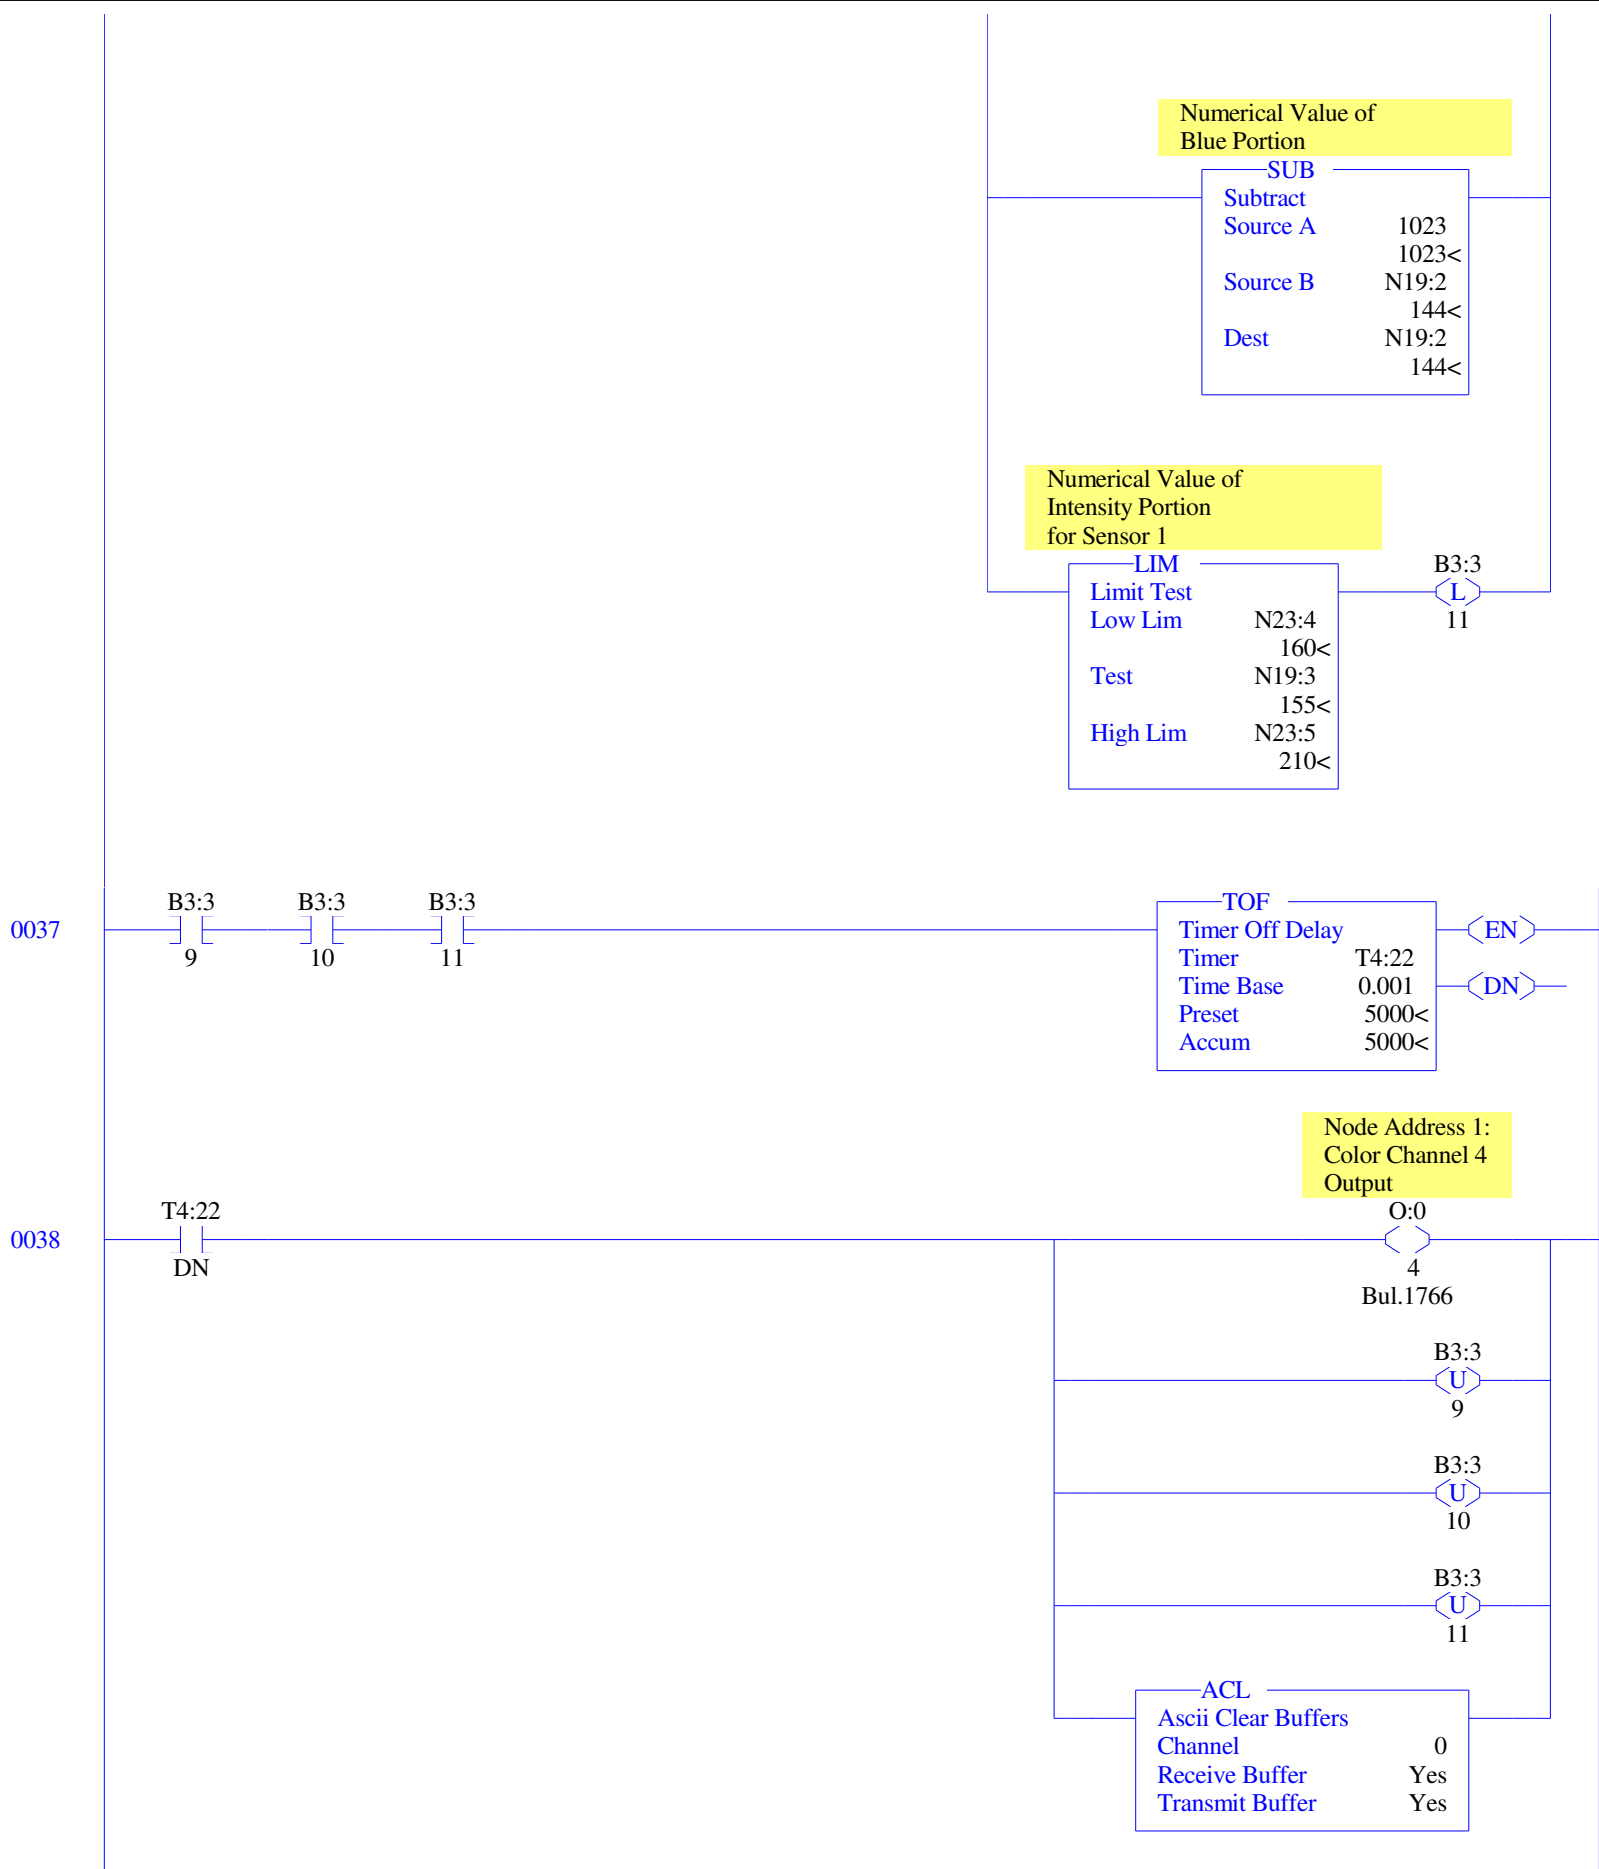 Numerical Value of
Blue Portion
SUB
Subtract
Source A 1023
1023<
Source B N19:2
144<
Dest N19:2
144<
Numerical Value of
Intensity Portion
for Sensor 1
LIM
Limit Test
Low Lim N23:4
160<
Test N19:3
155<
High Lim N23:5
210<
B3:3
L
11
0037
B3:3
9
B3:3
10
B3:3
11
TOF
Timer Off Delay
Timer T4:22
Time Base 0.001
Preset 5000<
Accum 5000<
EN
DN
0038
T4:22
DN
Node Address 1:
Color Channel 4
Output
O:0
4
Bul.1766
B3:3
U
9
B3:3
U
10
B3:3
U
11
ACL
Ascii Clear Buffers
Channel 0
Receive Buffer Yes
Transmit Buffer Yes